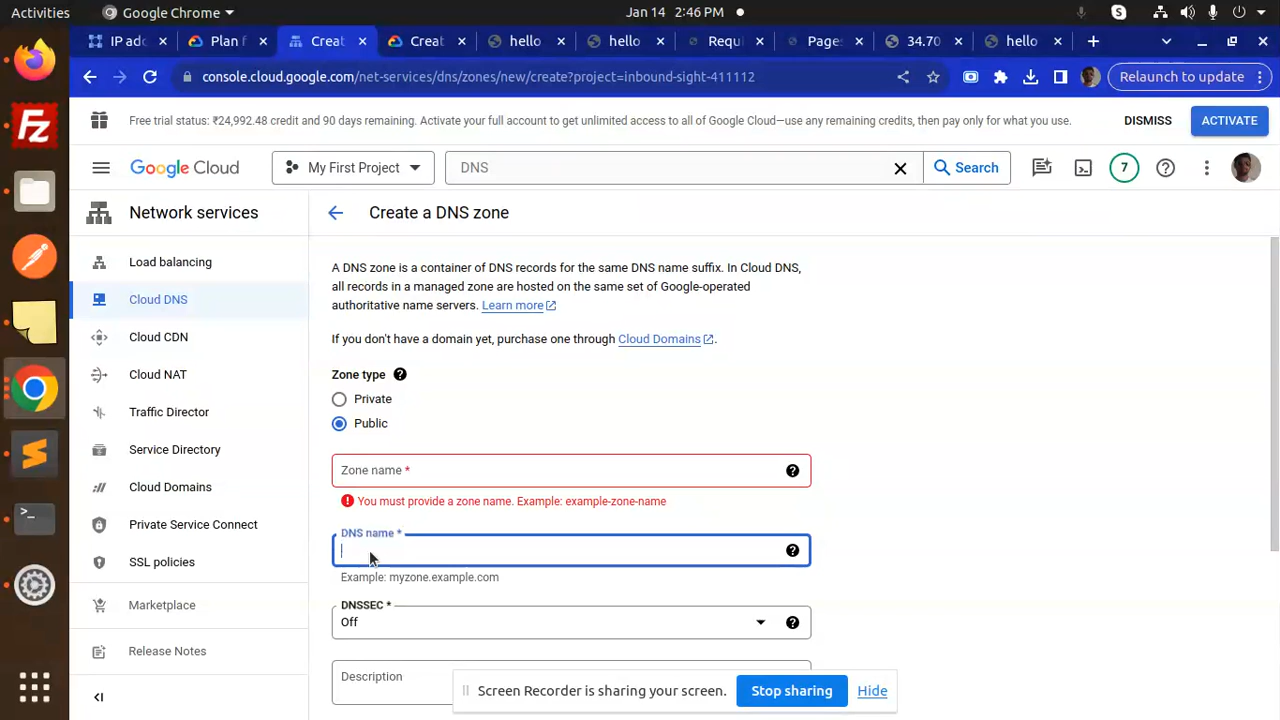 Activities
Google Chrome
Jan 14 2:46 PM
IP add
Plan f
Creat
Creat
hello
hello
Requ
Page
34.70
hello
console.cloud.google.com/net-services/dns/zones/new/create?project=inbound-sight-411112
Relaunch to update
Free trial status: ₹24,992.48 credit and 90 days remaining. Activate your full account to get unlimited access to all of Google Cloud—use any remaining credits, then pay only for what you use.
DISMISS
ACTIVATE
Google Cloud
My First Project
DNS
Search
7
Network services
Create a DNS zone
Load balancing
Cloud DNS
Cloud CDN
Cloud NAT
Traffic Director
Service Directory
Cloud Domains
Private Service Connect
SSL policies
Marketplace
Release Notes
A DNS zone is a container of DNS records for the same DNS name suffix. In Cloud DNS,
all records in a managed zone are hosted on the same set of Google-operated
authoritative name servers. Learn more
If you don't have a domain yet, purchase one through Cloud Domains.
Zone type
Private
Public
Zone name *
You must provide a zone name. Example: example-zone-name
DNS name *
Example: myzone.example.com
DNSSEC *
Off
Description
Screen Recorder is sharing your screen.
Stop sharing
Hide